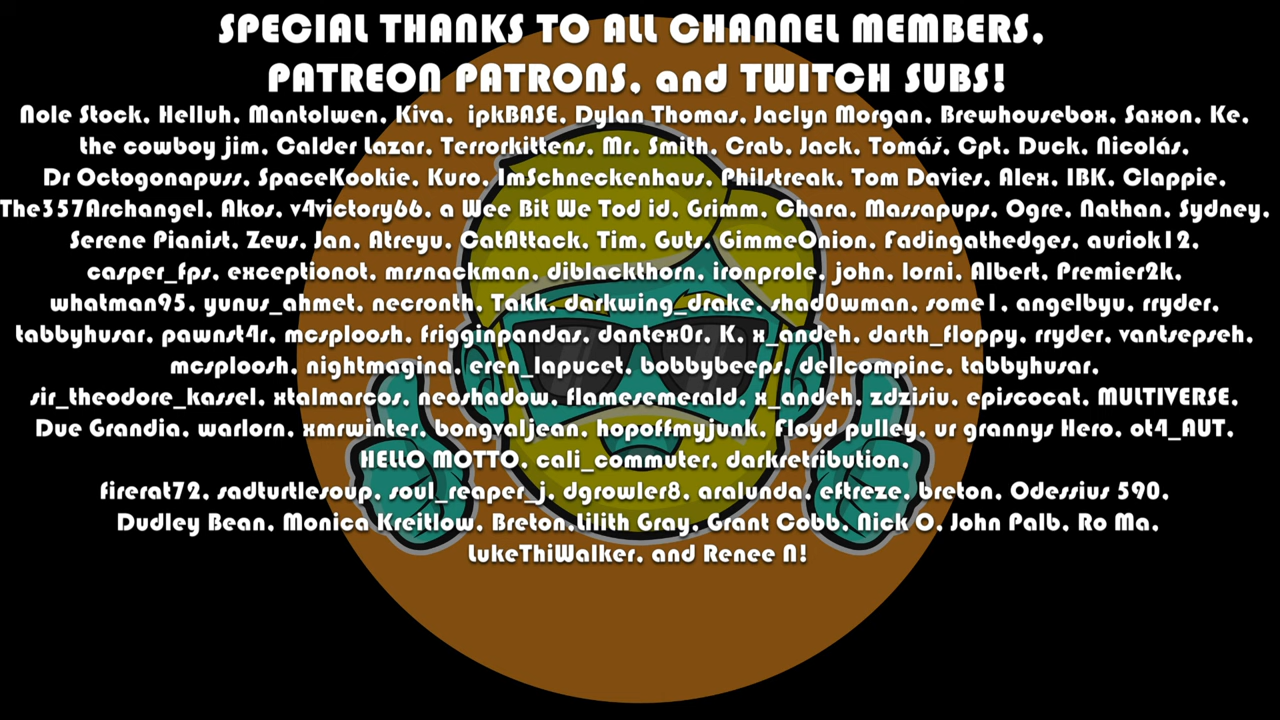 SPECIAL THANKS TO ALL CHANNEL MEMBERS,
PATREON PATRONS, and TWITCH SUBS!
Nole Stock, Helluh, Mantolwen, Kiva, ipkBASE, Dylan Thomas, Jaclyn Morgan, Brewhousebox, Saxon, Ke,
the cowboy jim, Calder Lazar, Terrorkittens, Mr. Smith, Crab, Jack, Tomáš, Cpt. Duck, Nicolás,
Dr Octogonapuss, SpaceKookie, Kuro, ImSchneckenhaus, Philstreak, Tom Davies, Alex, IBK, Clappie,
The357Archangel, Akos, v4victory66, a Wee Bit We Tod id, Grimm, Chara, Massapups, Ogre, Nathan, Sydney,
Serene Pianist, Zeus, Jan, Atreyu, CatAttack, Tim, Guts, GimmeOnion, Fadingathedges, auriok12,
casper_fps, exceptionot, mrsnackman, diblackthorn, ironprole, john, lorni, Albert, Premier2k,
whatman95, yunus_ahmet, necronth, Takk, darkwing_drake, shad0wman, some1, angelbyu, rryder,
tabbyhusar, pawnst4r, mcsploosh, frigginpandas, dantex0r, K, x_andeh, darth_floppy, rryder, vantsepseh,
mcsploosh, nightmagina, eren_lapucet, bobbybeeps, dellcompinc, tabbyhusar,
sir_theodore_kassel, xtalmarcos, neoshadow, flamesemerald, x_andeh, zdzisiu, episcocat, MULTIVERSE,
Due Grandia, warlorn, xmrwinter, bongvaljean, hopoffmyjunk, Floyd pulley, ur grannys Hero, ot4_AUT,
HELLO MOTTO, cali_commuter, darkretribution,
firerat72, sadturtlesoup, soul_reaper_j, dgrowler8, aralunda, eftreze, breton, Odessius 590,
Dudley Bean, Monica Kreitlow, Breton,Lilith Gray, Grant Cobb, Nick O, John Palb, Ro Ma,
LukeThiWalker, and Renee N!